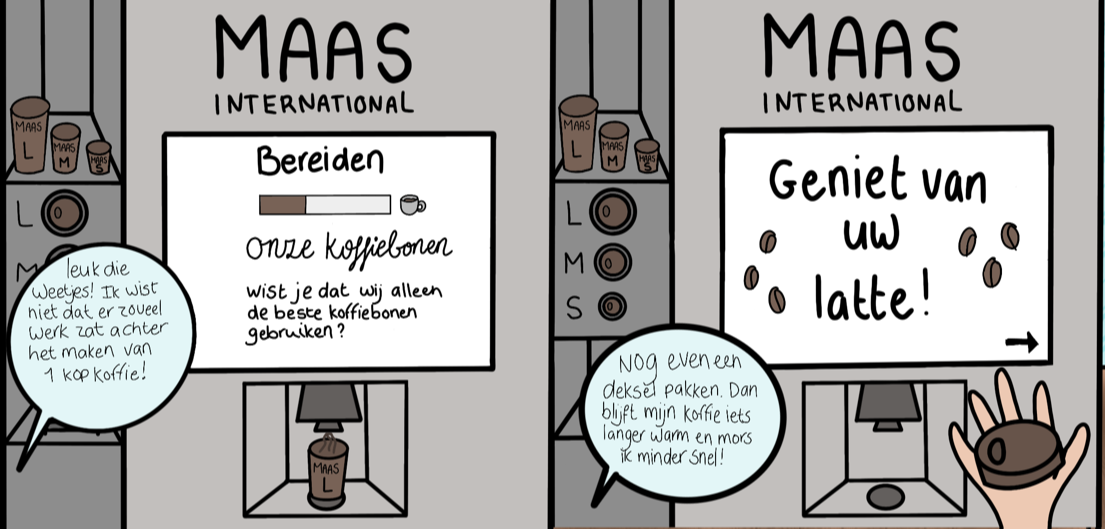 MAAS
INTERNATIONAL
MAAS
L
MAAS
M
MAAS
S
Bereiden
onze koffiebonen
wist je dat wij alleen
de beste koffiebonen
gebruiken?
L
M
leuk die
weetjes! Ik wist
niet dat er zoveel
werk zat achter
het maken van
1 kop koffie!
MAAS
L
MAAS
INTERNATIONAL
MAAS
L
MAAS
M
MAAS
S
Geniet van
uw
latte!
L
M
S
Nog even een
deksel pakken. Dan
blijft mijn koffie iets
langer warm en mors
ik minder snel!